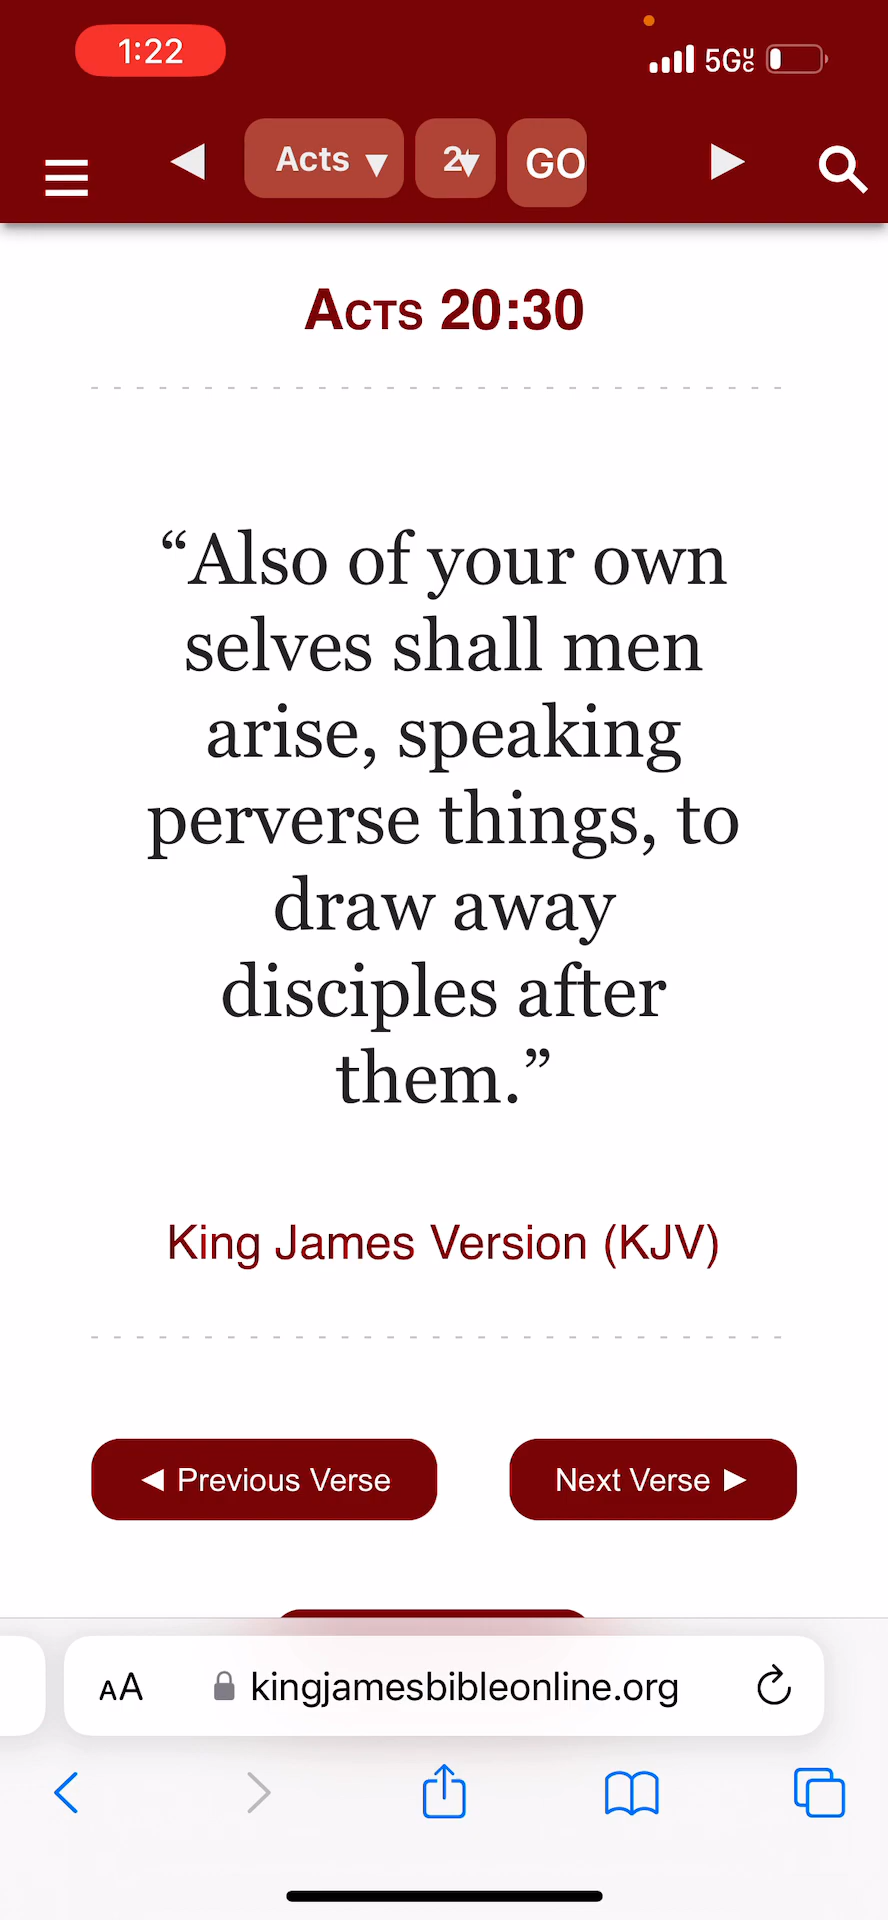 1:22
5G
Acts ▼ 2 ▼ GO
Acts 20:30
“Also of your own
selves shall men
arise, speaking
perverse things, to
draw away
disciples after
them.”
King James Version (KJV)
◀ Previous Verse Next Verse ▶
AA kingjamesbibleonline.org